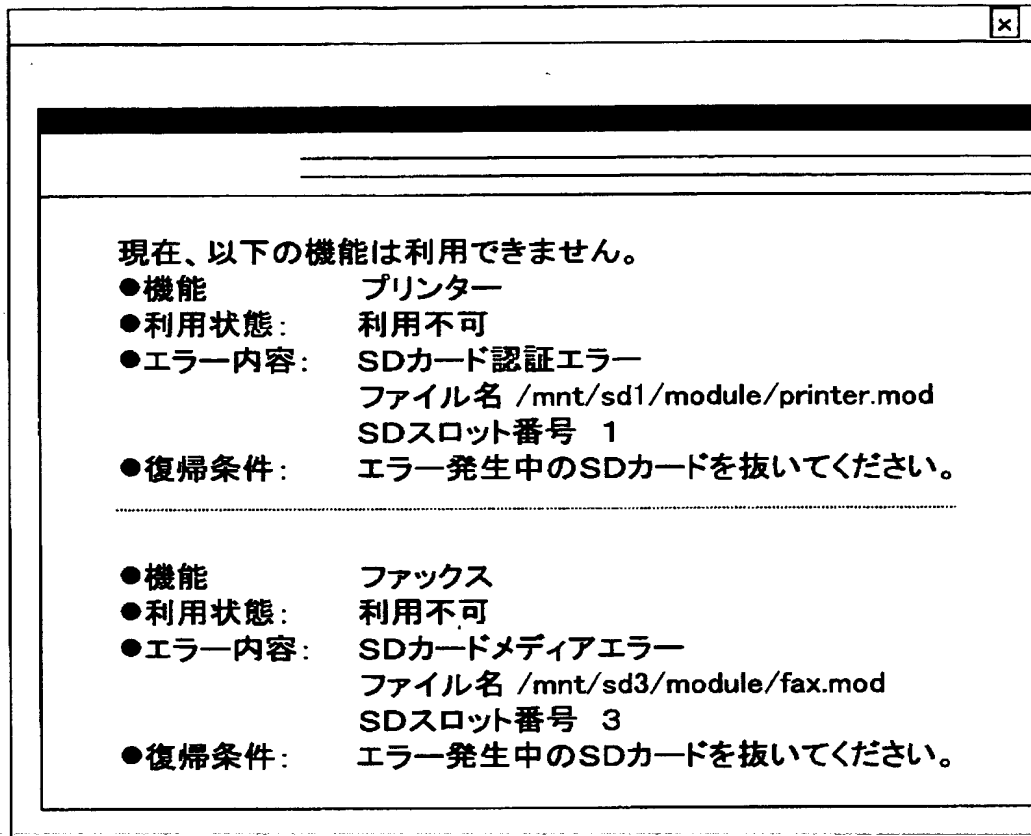 現在、以下の機能は利用できません。
●機能 プリンター
●利用状態: 利用不可
●エラー内容: SDカード認証エラー
ファイル名 /mnt/sd1/module/printer.mod
SDスロット番号 1
●復帰条件: エラー発生中のSDカードを抜いてください。
●機能 ファックス
●利用状態: 利用不可
●エラー内容: SDカードメディアエラー
ファイル名 /mnt/sd3/module/fax.mod
SDスロット番号 3
●復帰条件: エラー発生中のSDカードを抜いてください。